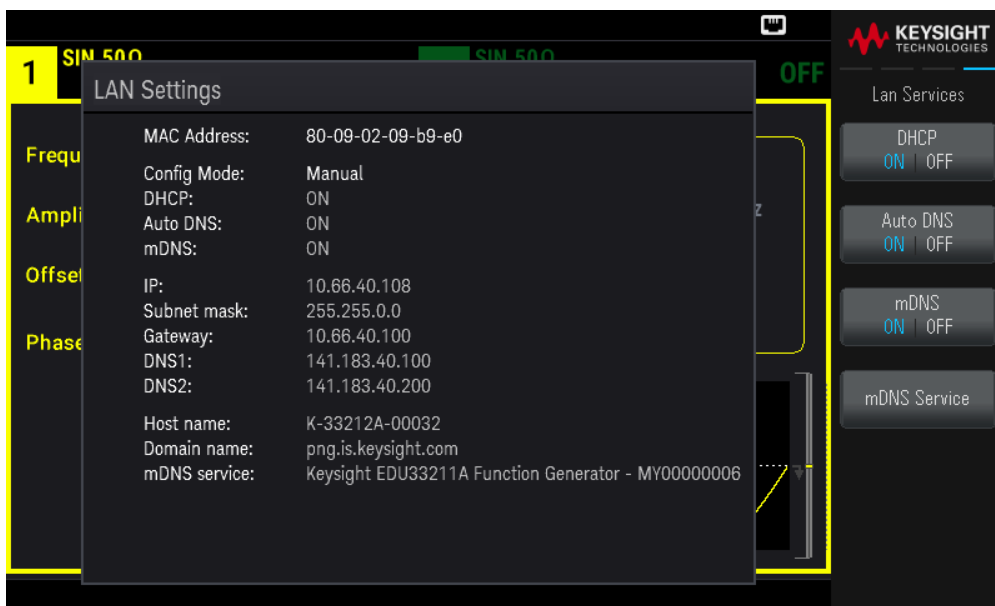 KEYSIGHT
TECHNOLOGIES
1 SIN 50Ω
SIN 50Ω
OFF
LAN Settings
Lan Services
MAC Address: 80-09-02-09-b9-e0
DHCP
ON | OFF
Config Mode: Manual
DHCP: ON
Auto DNS: ON
mDNS: ON
Auto DNS
ON | OFF
IP: 10.66.40.108
Subnet mask: 255.255.0.0
Gateway: 10.66.40.100
DNS1: 141.183.40.100
DNS2: 141.183.40.200
mDNS
ON | OFF
Host name: K-33212A-00032
Domain name: png.is.keysight.com
mDNS service: Keysight EDU33211A Function Generator - MY00000006
mDNS Service
Frequ
Ampli
Offse
Phase
z